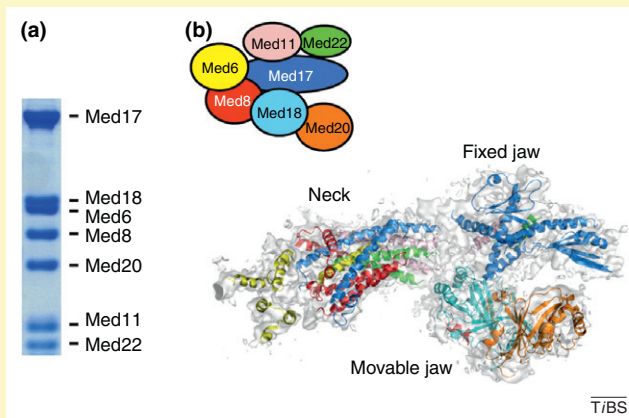 (a)
Med17
Med18
Med6
Med8
Med20
Med11
Med22
(b)
Med11
Med22
Med6
Med17
Med8
Med18
Med20
Fixed jaw
Neck
Movable jaw
TiBS